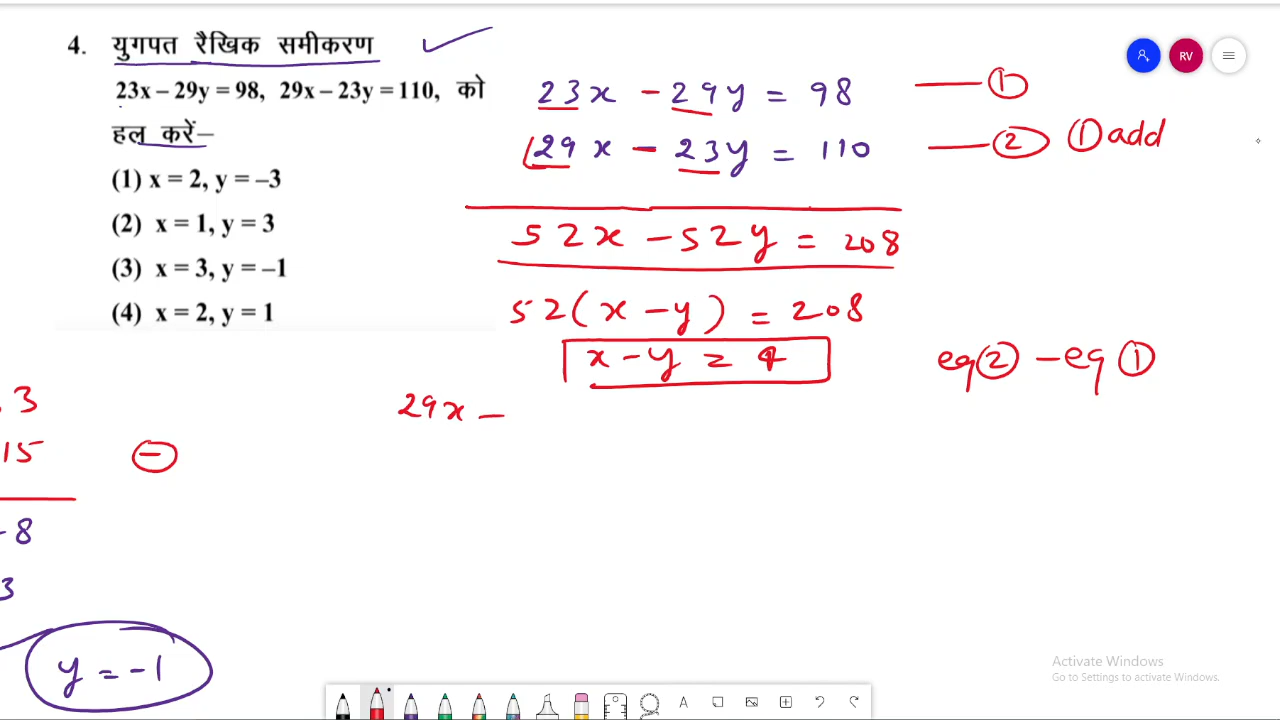 4. युगपत रैखिक समीकरण
23x – 29y = 98, 29x – 23y = 110, को
हल करें–
(1) x = 2, y = –3
(2) x = 1, y = 3
(3) x = 3, y = –1
(4) x = 2, y = 1
23x - 29y = 98 —— ①
29x - 23y = 110 —— ② ① add
52x - 52y = 208
52(x - y) = 208
x - y = 4
eq ② - eq ①
29x -
. 3
15 ⊖
- 8
3
y = -1
RV
A
Activate Windows
Go to Settings to activate Windows.